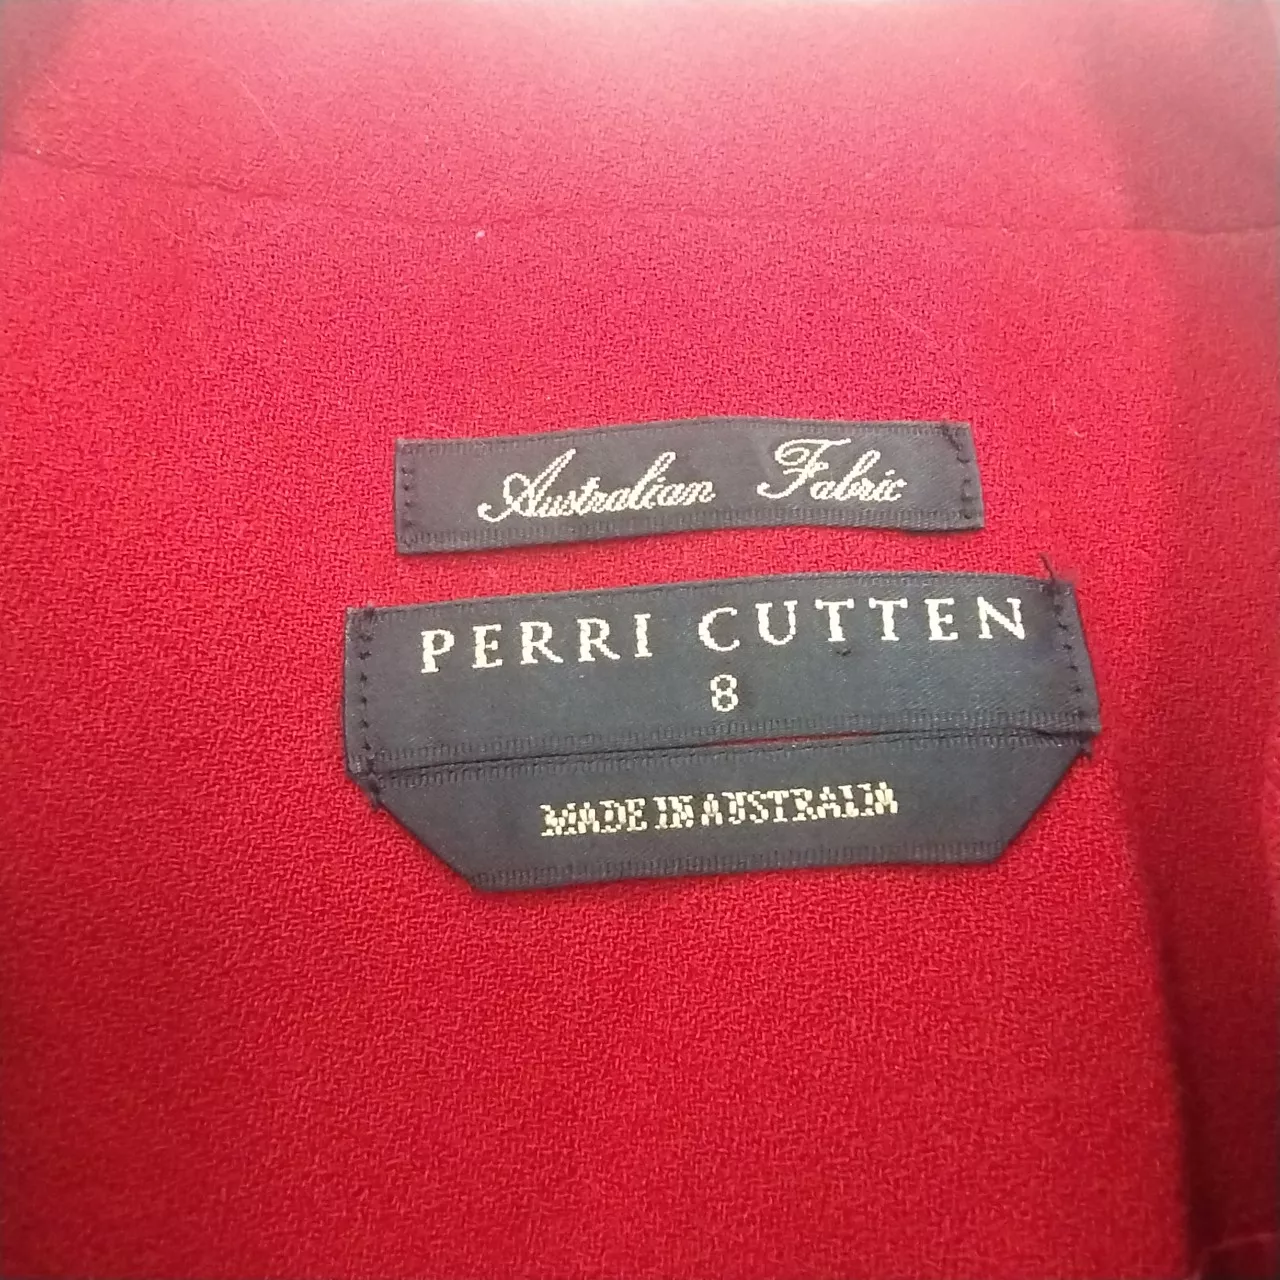 Australian Fabric
PERRI CUTTEN
8
MADE IN AUSTRALIA